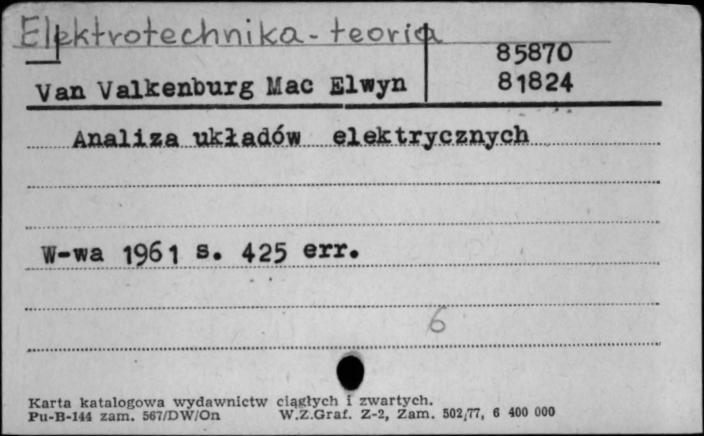 Elektrotechnika - teoria
85870
Van Valkenburg Mac Elwyn 81824
Analiza układów elektrycznych
W-wa 1961 s. 425 err.
6
Karta katalogowa wydawnictw ciągłych i zwartych.
Pu-B-144 zam. 567/DW/On W.Z.Graf. Z-2, Zam. 502/77, 6 400 000